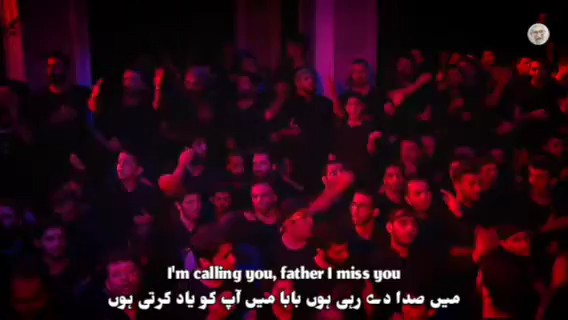 I'm calling you, father I miss you
میں صدا دے رہی ہوں بابا میں آپ کو یاد کرتی ہوں